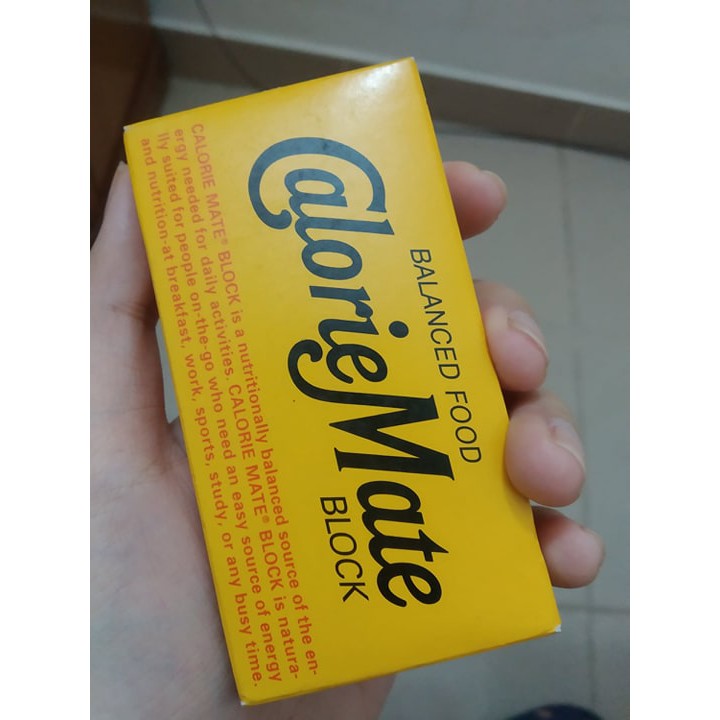 BALANCED FOOD
CalorieMate
BLOCK
CALORIE MATE® BLOCK is a nutritionally balanced source of the en-
ergy needed for daily activities. CALORIE MATE® BLOCK is natura-
lly suited for people on-the-go who need an easy source of energy
and nutrition-at breakfast, work, sports, study, or any busy time.